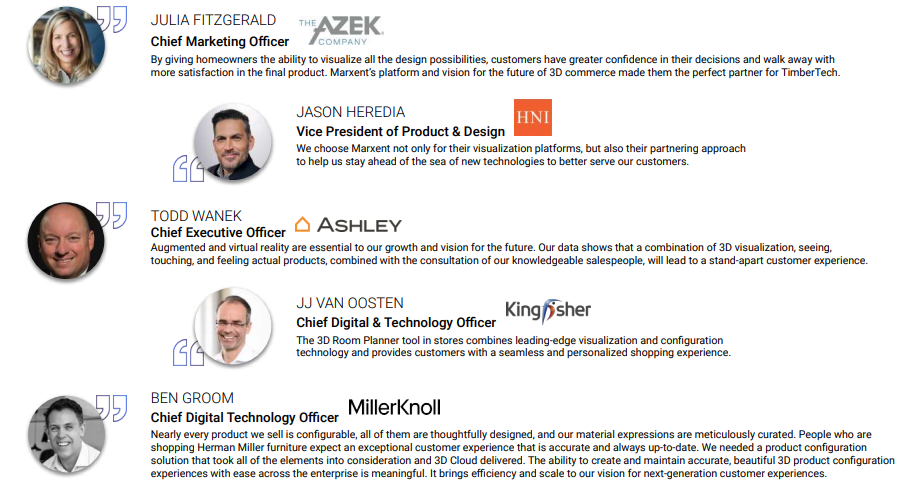 JULIA FITZGERALD
Chief Marketing Officer
THE AZEK COMPANY
By giving homeowners the ability to visualize all the design possibilities, customers have greater confidence in their decisions and walk away with
more satisfaction in the final product. Marxent's platform and vision for the future of 3D commerce made them the perfect partner for TimberTech.
JASON HEREDIA
Vice President of Product & Design
HNI
We choose Marxent not only for their visualization platforms, but also their partnering approach
to help us stay ahead of the sea of new technologies to better serve our customers.
TODD WANEK
Chief Executive Officer
ASHLEY
Augmented and virtual reality are essential to our growth and vision for the future. Our data shows that a combination of 3D visualization, seeing,
touching, and feeling actual products, combined with the consultation of our knowledgeable salespeople, will lead to a stand-apart customer experience.
JJ VAN OOSTEN
Chief Digital & Technology Officer
Kingfisher
The 3D Room Planner tool in stores combines leading-edge visualization and configuration
technology and provides customers with a seamless and personalized shopping experience.
BEN GROOM
Chief Digital Technology Officer
MillerKnoll
Nearly every product we sell is configurable, all of them are thoughtfully designed, and our material expressions are meticulously curated. People who are
shopping Herman Miller furniture expect an exceptional customer experience that is accurate and always up-to-date. We needed a product configuration
solution that took all of the elements into consideration and 3D Cloud delivered. The ability to create and maintain accurate, beautiful 3D product configuration
experiences with ease across the enterprise is meaningful. It brings efficiency and scale to our vision for next-generation customer experiences.